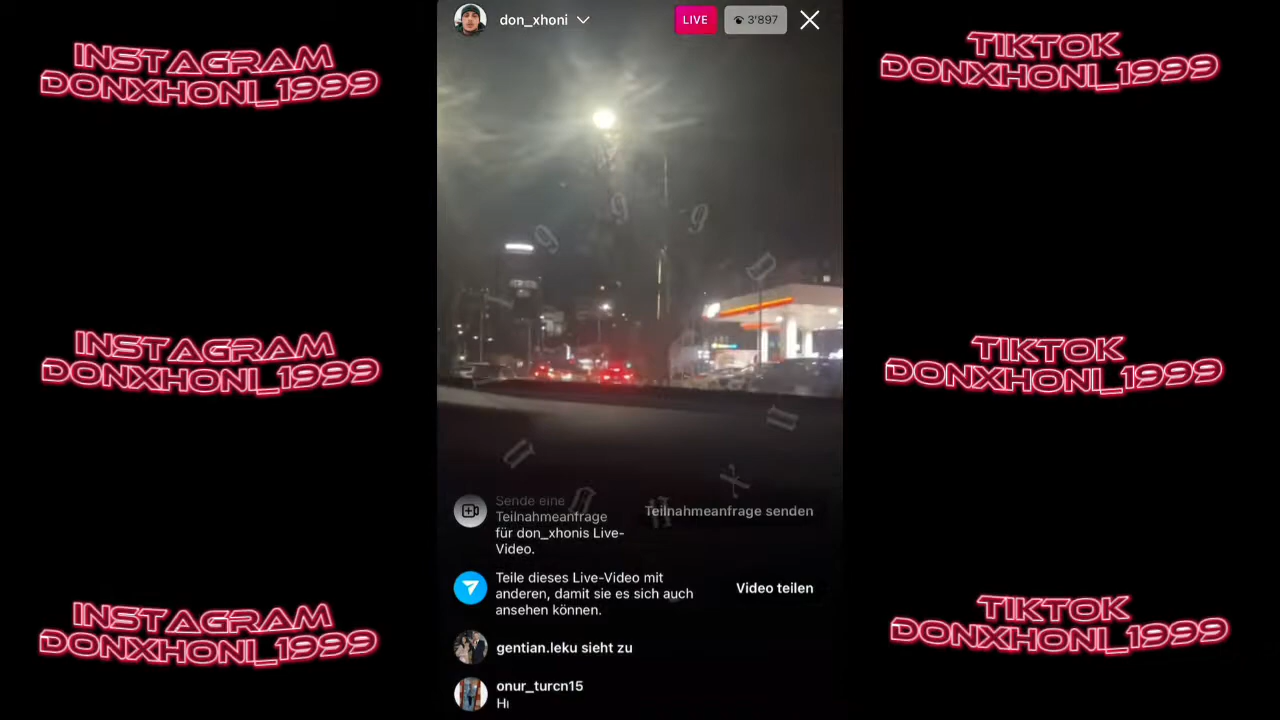 INSTAGRAM
DONXHONI_1999
don_xhoni
LIVE
3'897
TIKTOK
DONXHONI_1999
INSTAGRAM
DONXHONI_1999
TIKTOK
DONXHONI_1999
Sende eine
Teilnahmeanfrage
für don_xhonis Live-
Video.
Teilnahmeanfrage senden
Teile dieses Live-Video mit
anderen, damit sie es sich auch
ansehen können.
Video teilen
INSTAGRAM
DONXHONI_1999
gentian.leku sieht zu
onur_turcn15
TIKTOK
DONXHONI_1999